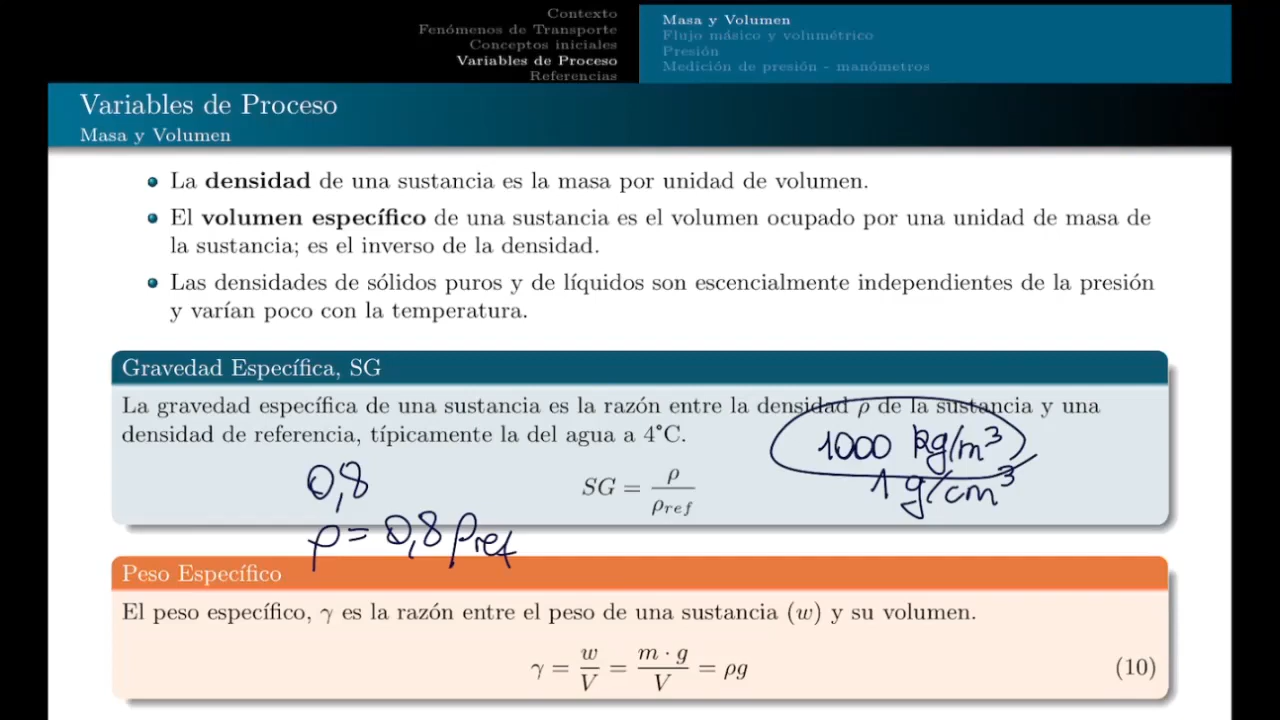 Contexto
Fenómenos de Transporte
Conceptos iniciales
Variables de Proceso
Referencias
Masa y Volumen
Flujo másico y volumétrico
Presión
Medición de presión - manómetros
Variables de Proceso
Masa y Volumen
La densidad de una sustancia es la masa por unidad de volumen.
El volumen específico de una sustancia es el volumen ocupado por una unidad de masa de
la sustancia; es el inverso de la densidad.
Las densidades de sólidos puros y de líquidos son escencialmente independientes de la presión
y varían poco con la temperatura.
Gravedad Específica, SG
La gravedad específica de una sustancia es la razón entre la densidad ρ de la sustancia y una
densidad de referencia, típicamente la del agua a 4°C.
1000 kg/m³
1 g/cm³
0,8
SG = ρ / ρref
ρ = 0,8 ρref
Peso Específico
El peso específico, γ es la razón entre el peso de una sustancia (w) y su volumen.
γ = w/V = m · g/V = ρg (10)